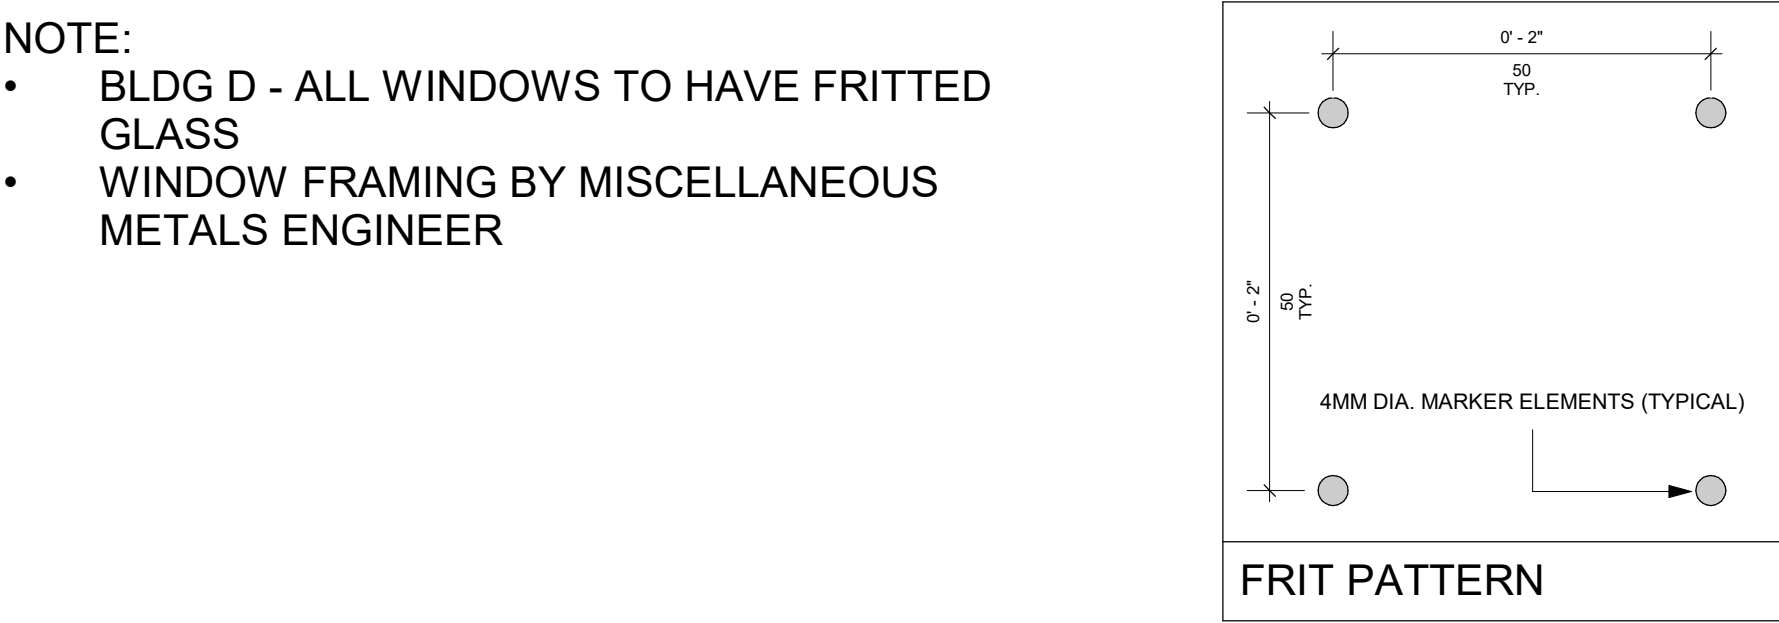 NOTE:
• BLDG D - ALL WINDOWS TO HAVE FRITTED
GLASS
• WINDOW FRAMING BY MISCELLANEOUS
METALS ENGINEER
0' - 2"
50
TYP.
0' - 2"
50
TYP.
4MM DIA. MARKER ELEMENTS (TYPICAL)
FRIT PATTERN